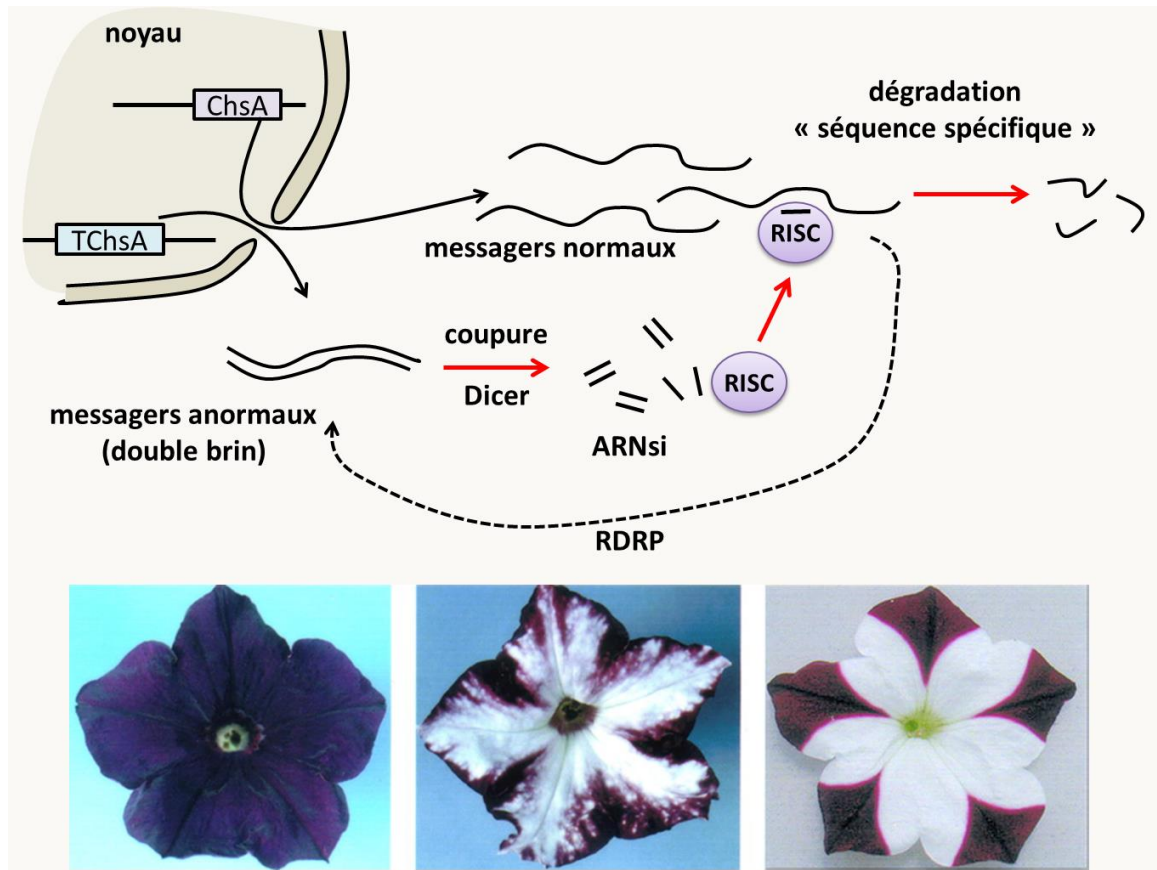 noyau
ChsA
dégradation
« séquence spécifique »
TChsA
messagers normaux
RISC
coupure
Dicer
RISC
messagers anormaux
(double brin)
ARNsi
RDRP